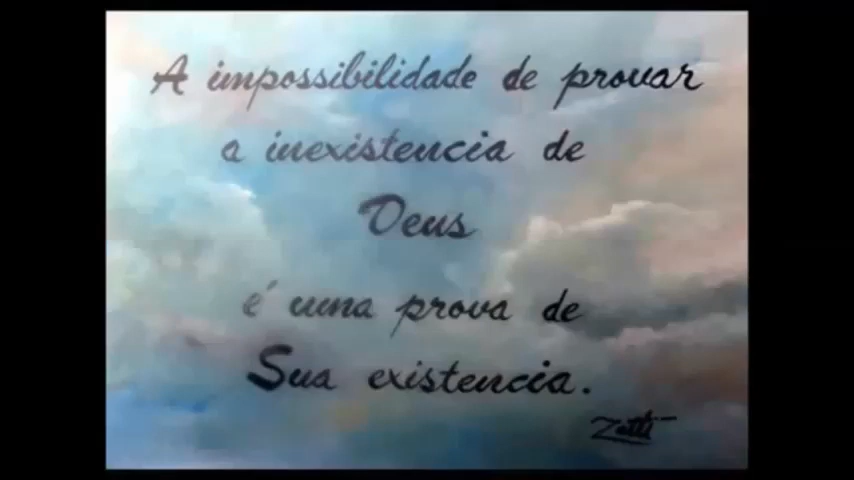 A impossibilidade de provar
a inexistencia de
Deus
é uma prova de
Sua existencia.
Zatti